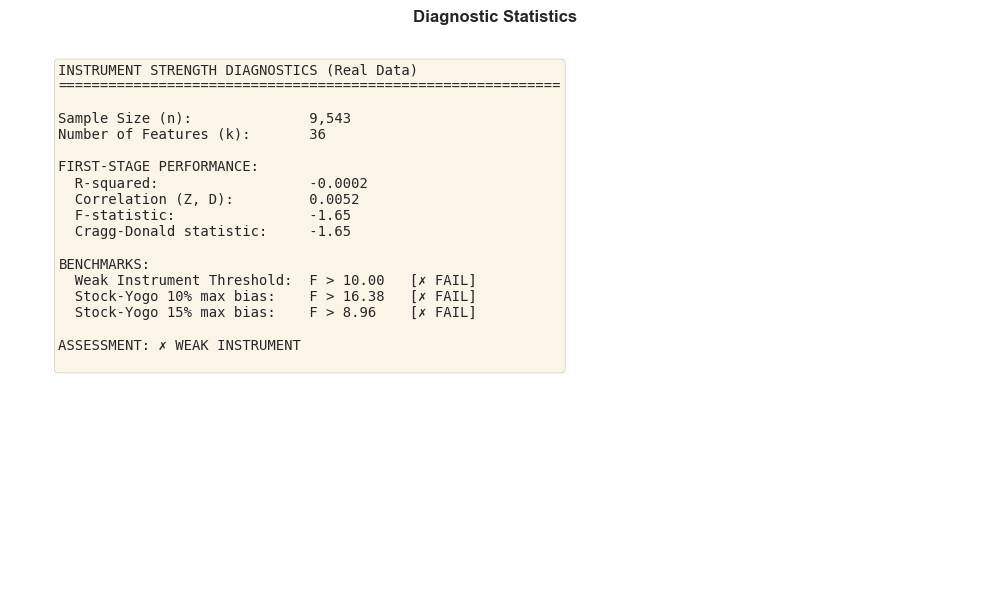 Diagnostic Statistics
INSTRUMENT STRENGTH DIAGNOSTICS (Real Data)
============================================================
Sample Size (n): 9,543
Number of Features (k): 36
FIRST-STAGE PERFORMANCE:
R-squared: -0.0002
Correlation (Z, D): 0.0052
F-statistic: -1.65
Cragg-Donald statistic: -1.65
BENCHMARKS:
Weak Instrument Threshold: F > 10.00 [✗ FAIL]
Stock-Yogo 10% max bias: F > 16.38 [✗ FAIL]
Stock-Yogo 15% max bias: F > 8.96 [✗ FAIL]
ASSESSMENT: ✗ WEAK INSTRUMENT